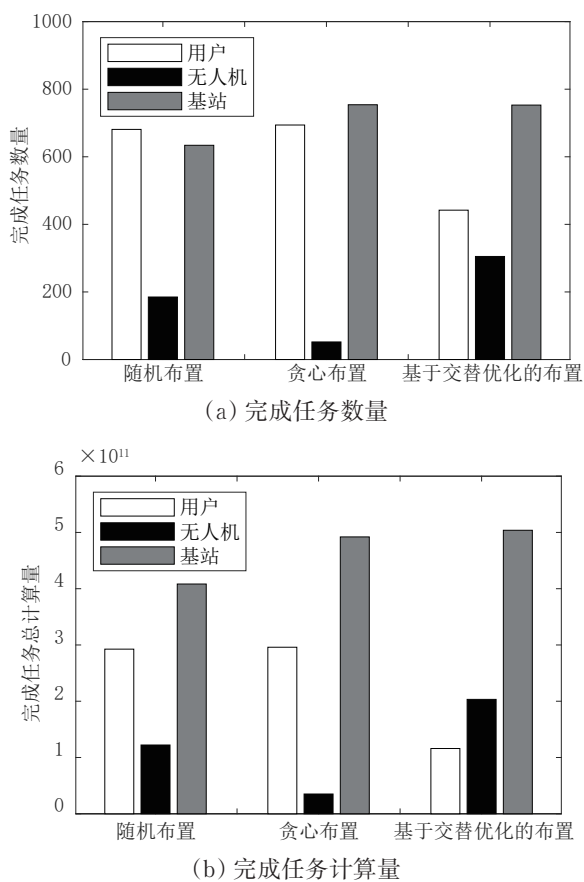 1000
800
600
400
200
0
完成任务数量
用户
无人机
基站
随机布置
贪心布置
基于交替优化的布置
(a) 完成任务数量
×10¹¹
6
5
4
3
2
1
0
完成任务总计算量
用户
无人机
基站
随机布置
贪心布置
基于交替优化的布置
(b) 完成任务计算量